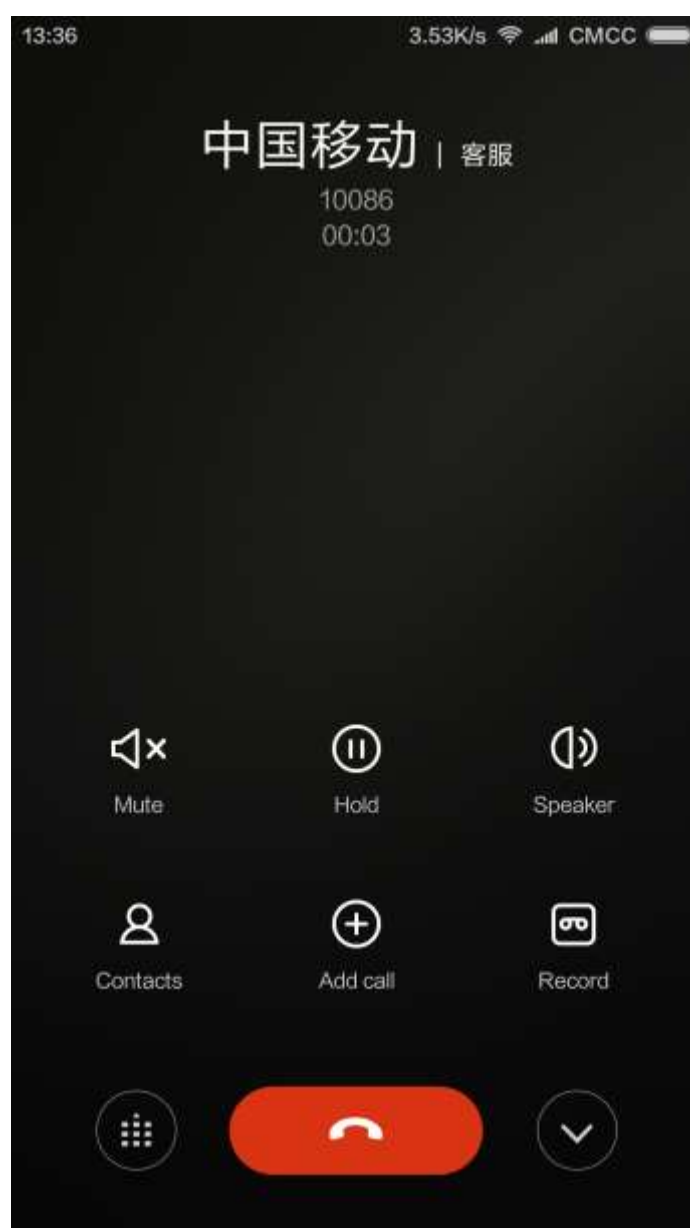 13:36 3.53K/s CMCC
中国移动 | 客服
10086
00:03
Mute Hold Speaker
Contacts Add call Record